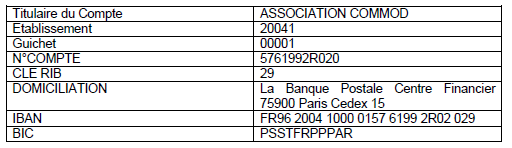 Titulaire du Compte ASSOCIATION COMMOD
Etablissement 20041
Guichet 00001
N°COMPTE 5761992R020
CLE RIB 29
DOMICILIATION La Banque Postale Centre Financier
75900 Paris Cedex 15
IBAN FR96 2004 1000 0157 6199 2R02 029
BIC PSSTFRPPPAR